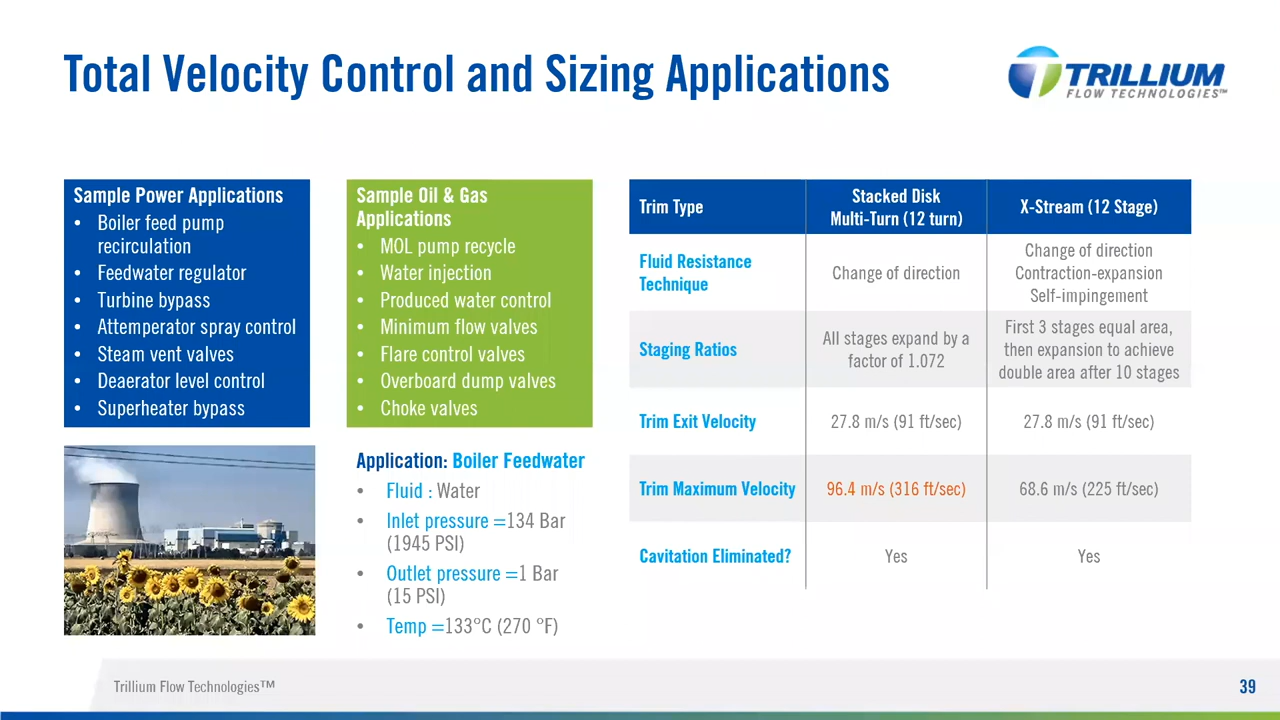 Total Velocity Control and Sizing Applications
TRILLIUM
FLOW TECHNOLOGIES™
Sample Power Applications
• Boiler feed pump
recirculation
• Feedwater regulator
• Turbine bypass
• Attemperator spray control
• Steam vent valves
• Deaerator level control
• Superheater bypass
Sample Oil & Gas
Applications
• MOL pump recycle
• Water injection
• Produced water control
• Minimum flow valves
• Flare control valves
• Overboard dump valves
• Choke valves
Application: Boiler Feedwater
• Fluid : Water
• Inlet pressure =134 Bar
(1945 PSI)
• Outlet pressure =1 Bar
(15 PSI)
• Temp =133°C (270 °F)
Trim Type
Stacked Disk
Multi-Turn (12 turn)
X-Stream (12 Stage)
Fluid Resistance
Technique
Change of direction
Change of direction
Contraction-expansion
Self-impingement
Staging Ratios
All stages expand by a
factor of 1.072
First 3 stages equal area,
then expansion to achieve
double area after 10 stages
Trim Exit Velocity
27.8 m/s (91 ft/sec)
27.8 m/s (91 ft/sec)
Trim Maximum Velocity
96.4 m/s (316 ft/sec)
68.6 m/s (225 ft/sec)
Cavitation Eliminated?
Yes
Yes
Trillium Flow Technologies™
39